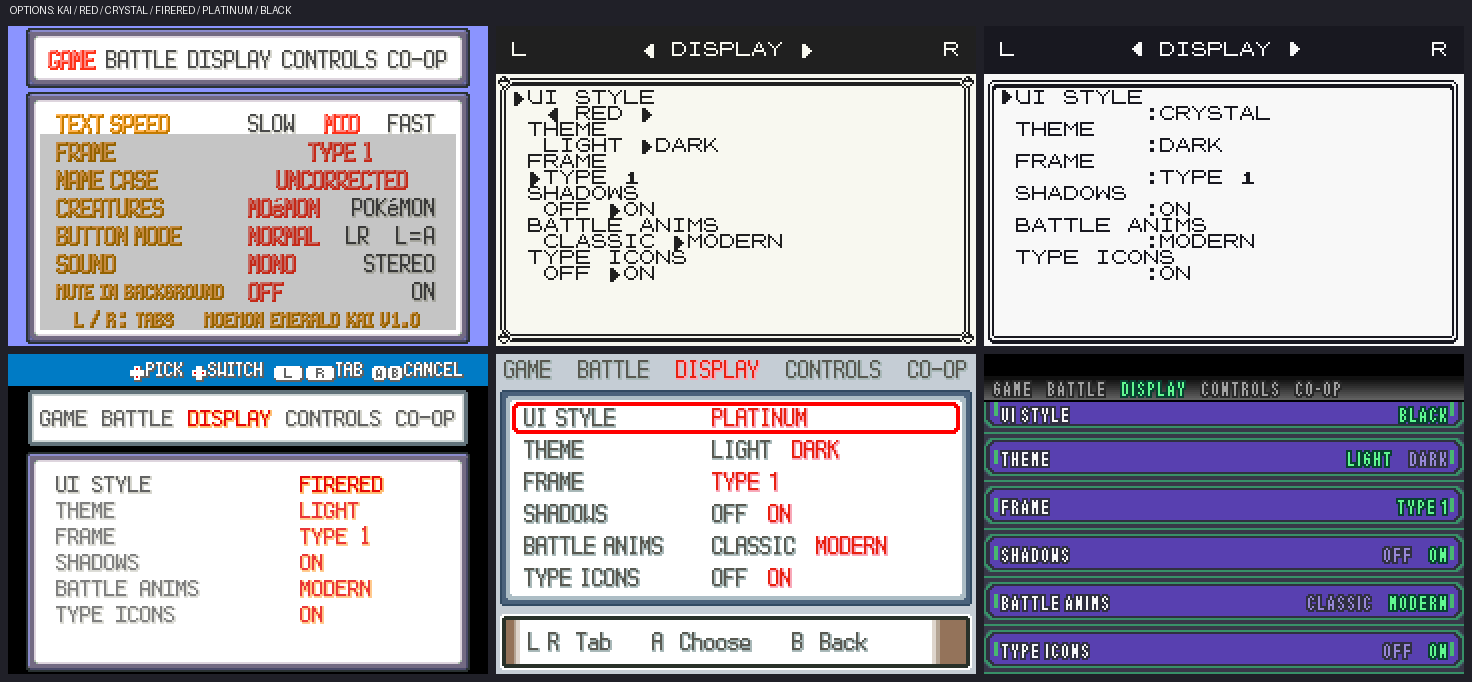 OPTIONS: KAI / RED / CRYSTAL / FIRERED / PLATINUM / BLACK
GAME BATTLE DISPLAY CONTROLS CO-OP
TEXT SPEED SLOW MID FAST
FRAME TYPE 1
NAME CASE UNCORRECTED
CREATURES MOéMON POKéMON
BUTTON MODE NORMAL LR L=A
SOUND MONO STEREO
MUTE IN BACKGROUND OFF ON
L / R: TABS MOEMON EMERALD KAI V1.0
L ◀ DISPLAY ▶ R
▶UI STYLE
◀ RED ▶
THEME
LIGHT ▶DARK
FRAME
▶TYPE 1
SHADOWS
OFF ▶ON
BATTLE ANIMS
CLASSIC ▶MODERN
TYPE ICONS
OFF ▶ON
L ◀ DISPLAY ▶ R
▶UI STYLE
:CRYSTAL
THEME
:DARK
FRAME
:TYPE 1
SHADOWS
:ON
BATTLE ANIMS
:MODERN
TYPE ICONS
:ON
PICK SWITCH L R TAB A B CANCEL
GAME BATTLE DISPLAY CONTROLS CO-OP
UI STYLE FIRERED
THEME LIGHT
FRAME TYPE 1
SHADOWS ON
BATTLE ANIMS MODERN
TYPE ICONS ON
GAME BATTLE DISPLAY CONTROLS CO-OP
UI STYLE PLATINUM
THEME LIGHT DARK
FRAME TYPE 1
SHADOWS OFF ON
BATTLE ANIMS CLASSIC MODERN
TYPE ICONS OFF ON
L R Tab A Choose B Back
GAME BATTLE DISPLAY CONTROLS CO-OP
UI STYLE BLACK
THEME LIGHT DARK
FRAME TYPE 1
SHADOWS OFF ON
BATTLE ANIMS CLASSIC MODERN
TYPE ICONS OFF ON